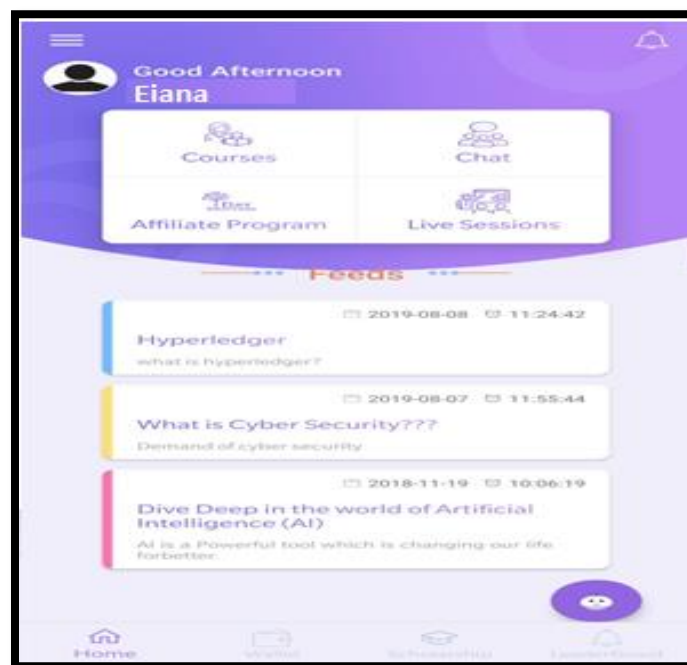 Good Afternoon
Eiana
Courses
Chat
Affiliate Program
Live Sessions
Feeds
2019-08-08 11:24:42
Hyperledger
what is hyperledger?
2019-08-07 11:55:44
What is Cyber Security???
Demand of cyber security
2018-11-19 10:06:19
Dive Deep in the world of Artificial
Intelligence (AI)
AI is a Powerful tool which is changing our life
forbetter.
Home
Wallet
Scholarship
LeaderBoard